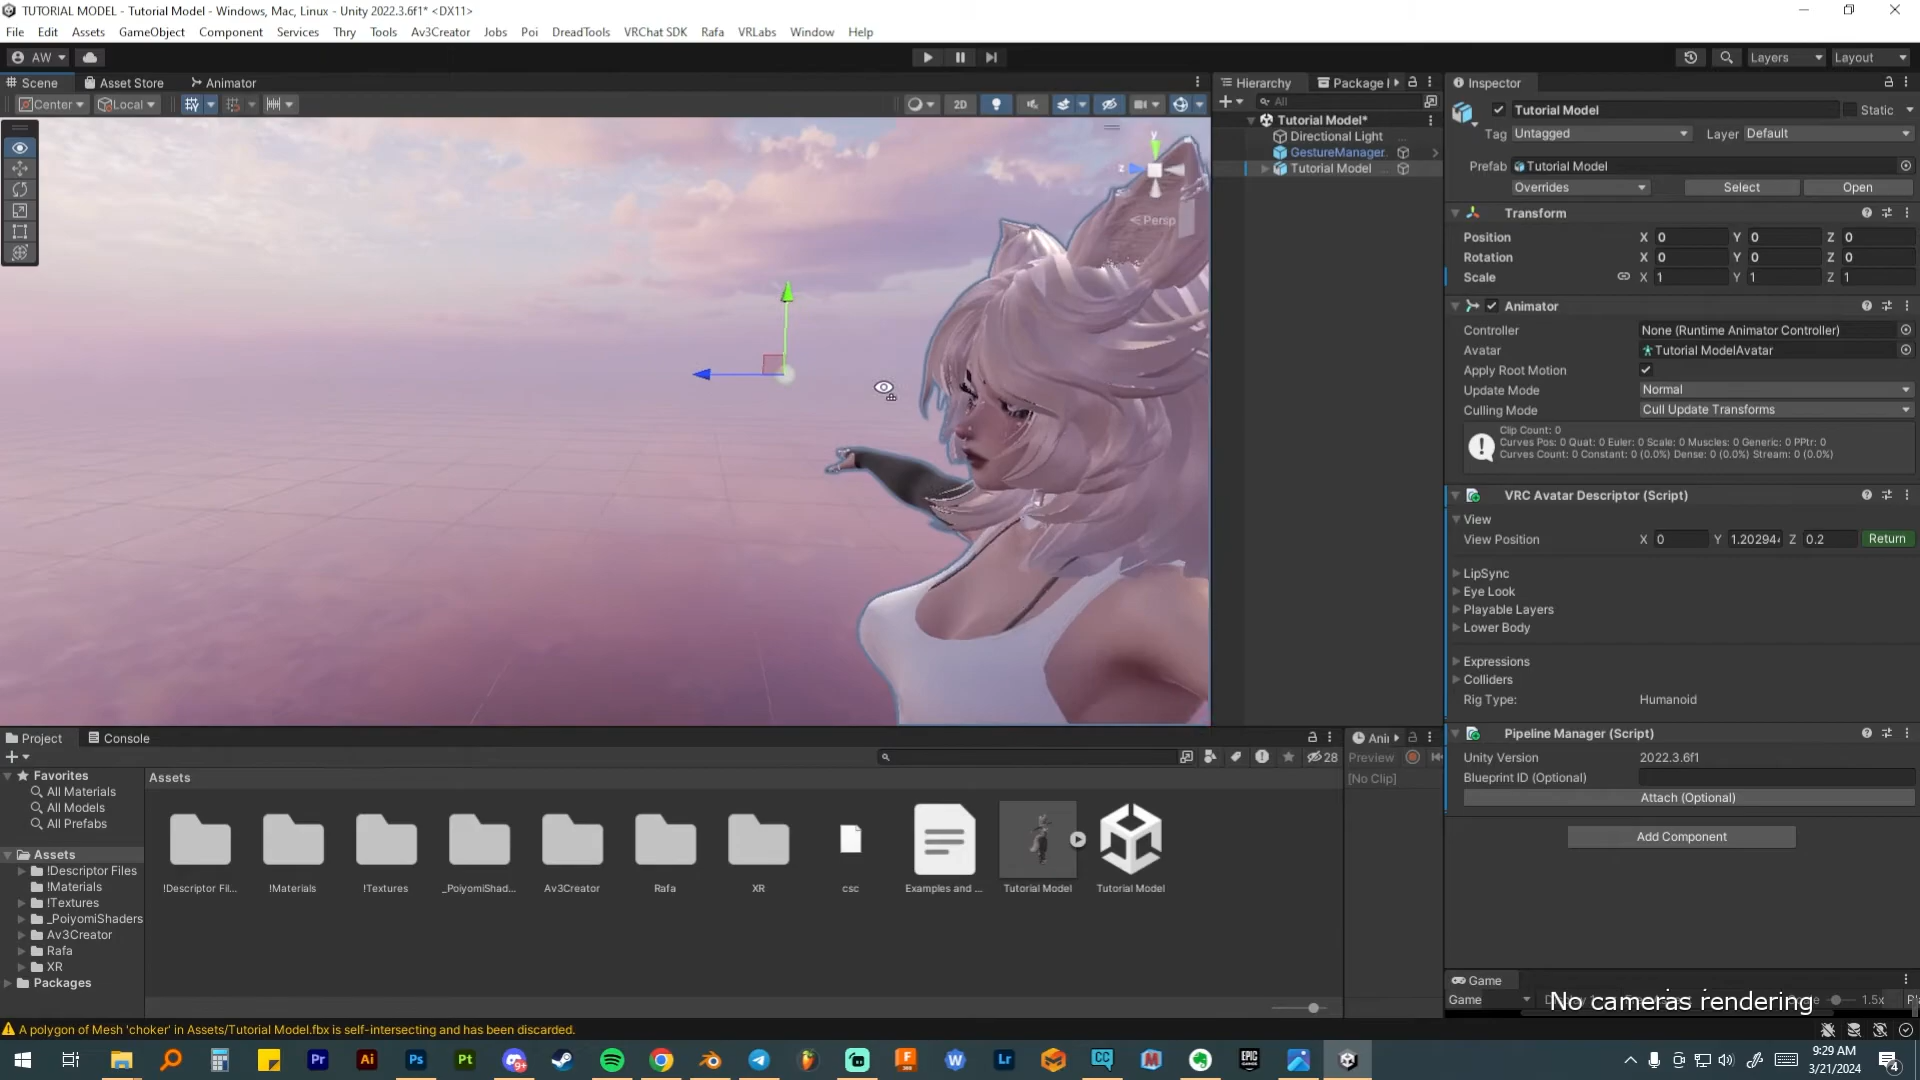 TUTORIAL MODEL - Tutorial Model - Windows, Mac, Linux - Unity 2022.3.6f1* <DX11>
File Edit Assets GameObject Component Services Thry Tools Av3Creator Jobs Poi DreadTools VRChat SDK Rafa VRLabs Window Help
AW Layers Layout
Scene Asset Store Animator
Center Local 2D
y
z
Persp
Hierarchy Package
All
Tutorial Model*
Directional Light
GestureManager
Tutorial Model
Inspector
Tutorial Model Static
Tag Untagged Layer Default
Prefab Tutorial Model
Overrides Select Open
Transform
Position X 0 Y 0 Z 0
Rotation X 0 Y 0 Z 0
Scale X 1 Y 1 Z 1
Animator
Controller None (Runtime Animator Controller)
Avatar Tutorial ModelAvatar
Apply Root Motion
Update Mode Normal
Culling Mode Cull Update Transforms
Clip Count: 0
Curves Pos: 0 Quat: 0 Euler: 0 Scale: 0 Muscles: 0 Generic: 0 PPtr: 0
Curves Count: 0 Constant: 0 (0.0%) Dense: 0 (0.0%) Stream: 0 (0.0%)
VRC Avatar Descriptor (Script)
View
View Position X 0 Y 1.20294 Z 0.2 Return
LipSync
Eye Look
Playable Layers
Lower Body
Expressions
Colliders
Rig Type: Humanoid
Pipeline Manager (Script)
Unity Version 2022.3.6f1
Blueprint ID (Optional)
Attach (Optional)
Add Component
Game
Game 1.5x
No cameras rendering
Project Console
28
Favorites
All Materials
All Models
All Prefabs
Assets
!Descriptor Files
!Materials
!Textures
_PoiyomiShaders
Av3Creator
Rafa
XR
Packages
Assets
!Descriptor Fil... !Materials !Textures _PoiyomiShad... Av3Creator Rafa XR csc Examples and ... Tutorial Model Tutorial Model
Ani
Preview
[No Clip]
A polygon of Mesh 'choker' in Assets/Tutorial Model.fbx is self-intersecting and has been discarded.
Pr Ai Ps Pt 9+ F W Lr CC M EPIC GAMES
9:29 AM
3/21/2024
4